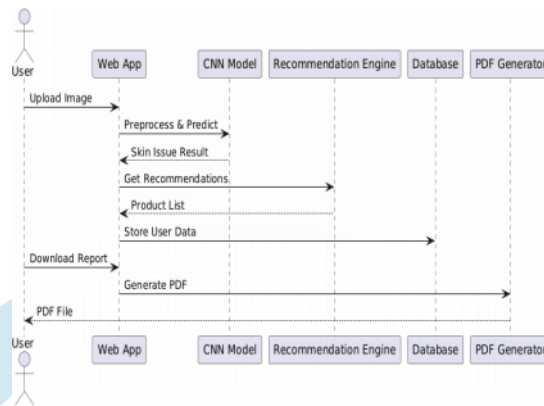 User
Web App
CNN Model
Recommendation Engine
Database
PDF Generator
Upload Image
Preprocess & Predict
Skin Issue Result
Get Recommendations
Product List
Store User Data
Download Report
Generate PDF
PDF File
User
Web App
CNN Model
Recommendation Engine
Database
PDF Generator